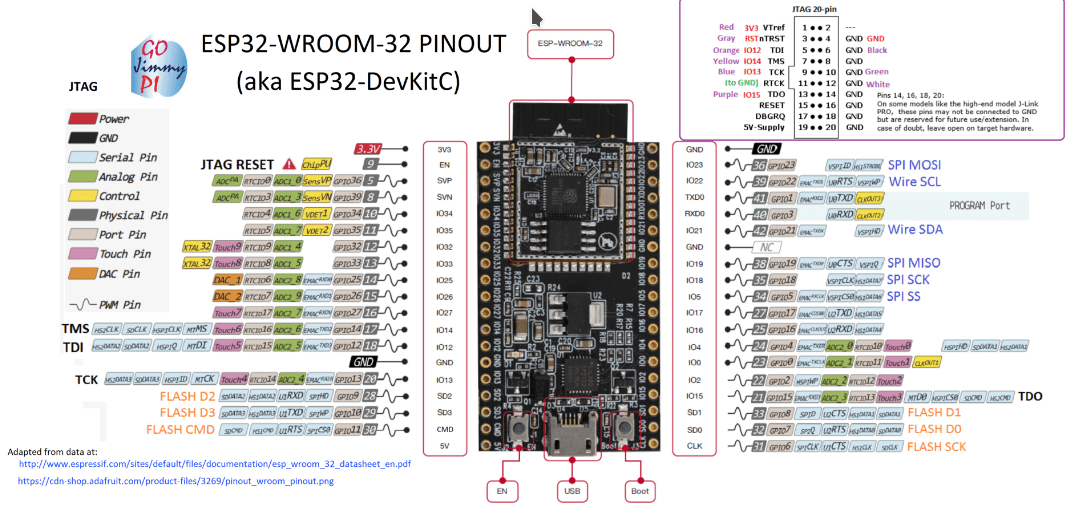 ESP32-WROOM-32 PINOUT
(aka ESP32-DevKitC)
GO
Jimmy
PI
JTAG
Power
GND
Serial Pin
Analog Pin
Control
Physical Pin
Port Pin
Touch Pin
DAC Pin
PWM Pin
ESP-WROOM-32
JTAG 20-pin
Red 3V3 VTref 1 2 ---
Gray RST nTRST 3 4 GND GND
Orange IO12 TDI 5 6 GND Black
Yellow IO14 TMS 7 8 GND
Blue IO13 TCK 9 10 GND Green
(to GND) RTCK 11 12 GND White
Purple IO15 TDO 13 14 GND
RESET 15 16 GND
DBGRQ 17 18 GND
5V-Supply 19 20 GND
Pins 14, 16, 18, 20:
On some models like the high-end model J-Link
PRO, these pins may not be connected to GND
but are reserved for future use/extension. In
case of doubt, leave open on target hardware.
3.3V 3V3
JTAG RESET ChipPU 9 EN
ADCPA RTCIO0 ADC1_0 SensVP GPIO36 5 SVP
ADCPA RTCIO3 ADC1_3 SensVN GPIO39 8 SVN
RTCIO4 ADC1_6 VDET1 GPIO34 10 IO34
RTCIO5 ADC1_7 VDET2 GPIO35 11 IO35
XTAL32 Touch9 RTCIO9 ADC1_4 GPIO32 12 IO32
XTAL32 Touch8 RTCIO8 ADC1_5 GPIO33 13 IO33
DAC_1 RTCIO6 ADC2_8 EMACRXD0 GPIO25 14 IO25
DAC_2 RTCIO7 ADC2_9 EMACRXD1 GPIO26 15 IO26
Touch7 RTCIO17 ADC2_7 EMACRXDV GPIO27 16 IO27
TMS HS2CLK SDCLK HSPICLK MTMS Touch6 RTCIO16 ADC2_6 EMACTXD2 GPIO14 17 IO14
TDI HS2DATA2 SDDATA2 HSPIQ MTDI Touch5 RTCIO15 ADC2_5 EMACTXD3 GPIO12 18 IO12
GND GND
TCK HS2DATA3 SDDATA3 HSPIID MTCK Touch4 RTCIO14 ADC2_4 EMACRXER GPIO13 20 IO13
FLASH D2 SDDATA2 HS1DATA2 U1RXD SPIHD GPIO9 28 SD2
FLASH D3 SDDATA3 HS1DATA3 U1TXD SPIWP GPIO10 29 SD3
FLASH CMD SDCMD HS1CMD U1RTS SPICS0 GPIO11 30 CMD
5V
GND GND
IO23 36 GPIO23 VSPIID HS1STROBE SPI MOSI
IO22 39 GPIO22 EMACTXD1 U0RTS VSPIWP Wire SCL
TXD0 41 GPIO1 EMACRXD2 U0TXD CLKOUT3
PROGRAM Port
RXD0 40 GPIO3 U0RXD CLKOUT2
IO21 42 GPIO21 EMACTXEN VSPIHD Wire SDA
GND NC
IO19 38 GPIO19 EMACTXD0 U0CTS VSPIQ SPI MISO
IO18 35 GPIO18 VSPICLK HS1DATA7 SPI SCK
IO5 34 GPIO5 EMACRXCLK VSPICS0 HS1DATA6 SPI SS
IO17 27 GPIO17 U2TXD HS1DATA5
IO16 25 GPIO16 U2RXD HS1DATA4
IO4 24 GPIO4 EMACTXER ADC2_0 RTCIO10 Touch0 HSPIHD SDDATA1 HS2DATA1
IO0 23 GPIO0 EMACTXCLK ADC2_1 RTCIO11 Touch1 CLKOUT1
IO2 22 GPIO2 HSPIWP ADC2_2 RTCIO12 Touch2
IO15 21 GPIO15 EMACRXD3 ADC2_3 RTCIO13 Touch3 MTDO HSPICS0 SDCMD HS2CMD TDO
SD1 33 GPIO8 SPID U2CTS HS1DATA1 SDDATA1 FLASH D1
SD0 32 GPIO7 SPIQ U2RTS HS1DATA0 SDDATA0 FLASH D0
CLK 31 GPIO6 SPICLK U1CTS HS1CLK SDCLK FLASH SCK
EN
USB
Boot
Adapted from data at:
http://www.espressif.com/sites/default/files/documentation/esp_wroom_32_datasheet_en.pdf
https://cdn-shop.adafruit.com/product-files/3269/pinout_wroom_pinout.png